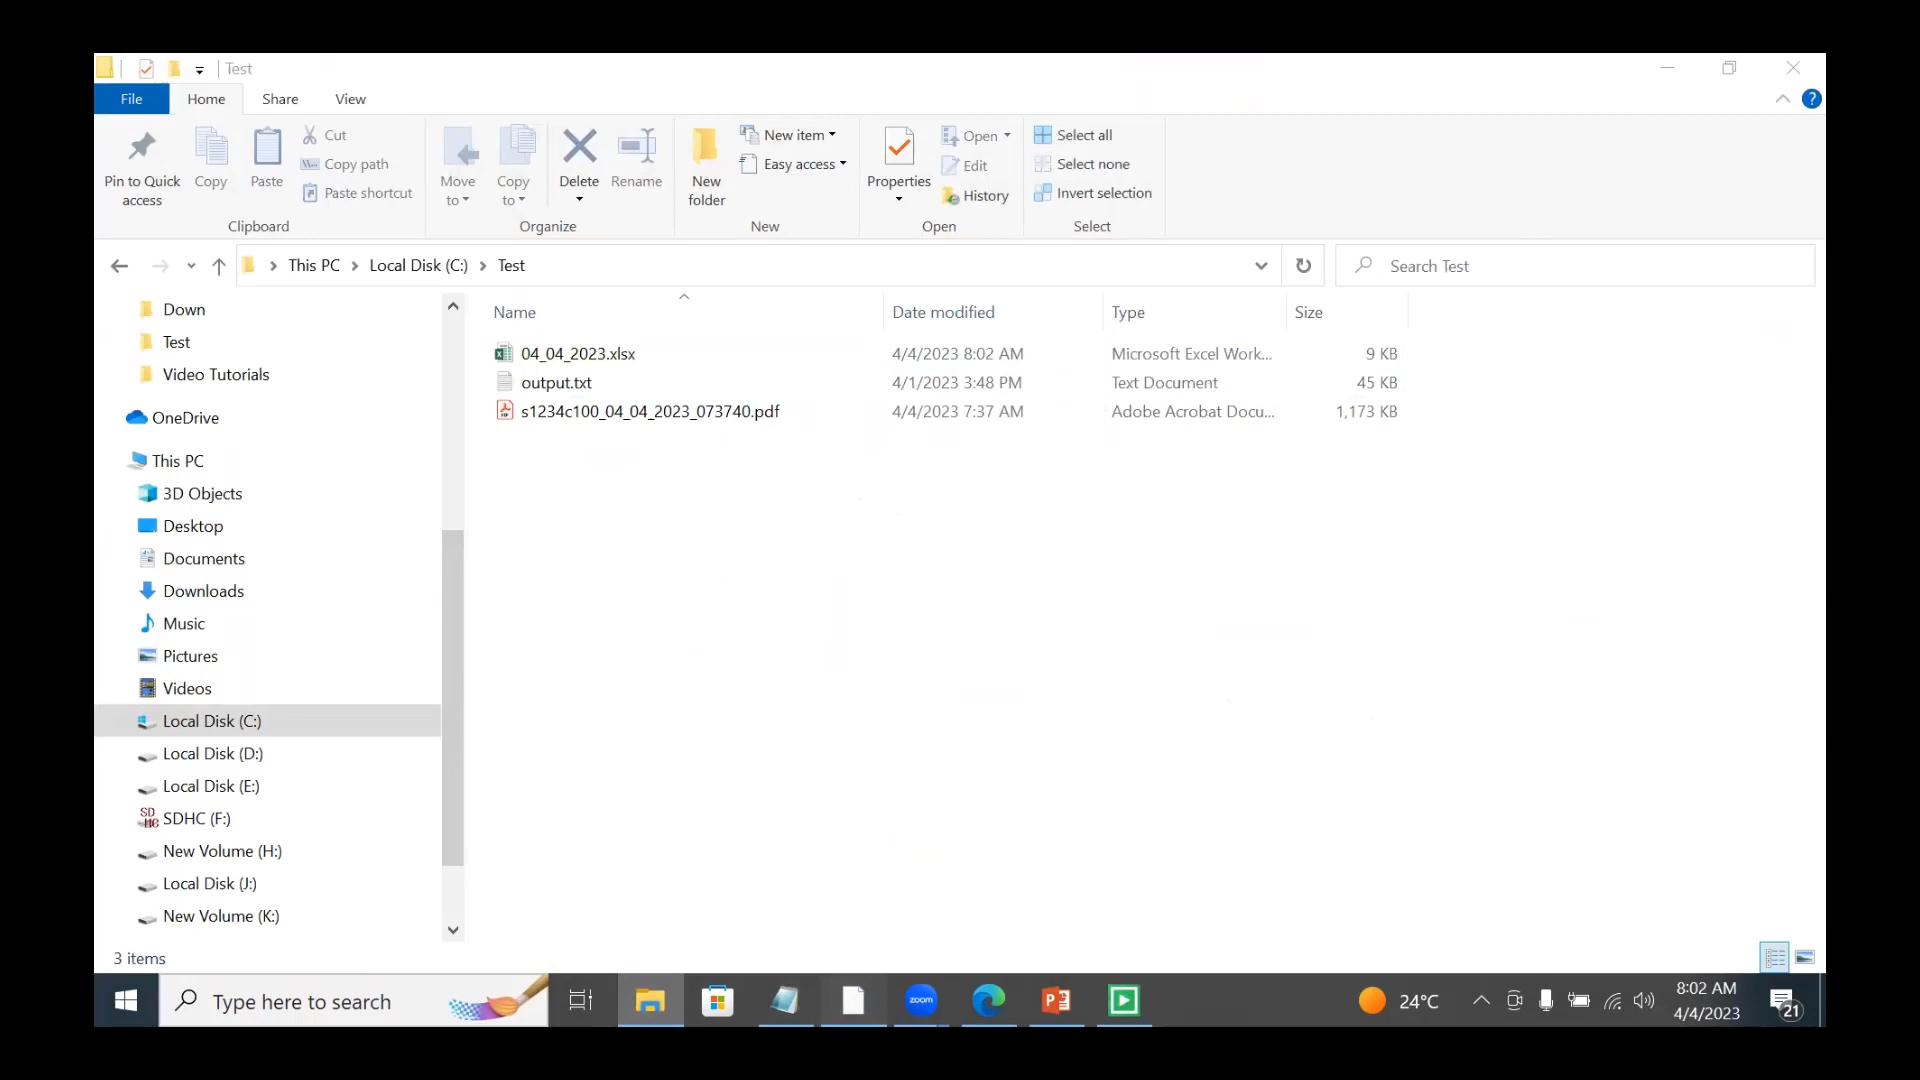 Test
File Home Share View
Pin to Quick access
Copy
Paste
Cut
Copy path
Paste shortcut
Clipboard
Move to
Copy to
Delete
Rename
Organize
New folder
New item
Easy access
New
Properties
Open
Edit
History
Open
Select all
Select none
Invert selection
Select
This PC Local Disk (C:) Test
Search Test
Down
Test
Video Tutorials
OneDrive
This PC
3D Objects
Desktop
Documents
Downloads
Music
Pictures
Videos
Local Disk (C:)
Local Disk (D:)
Local Disk (E:)
SDHC (F:)
New Volume (H:)
Local Disk (J:)
New Volume (K:)
Name Date modified Type Size
04_04_2023.xlsx 4/4/2023 8:02 AM Microsoft Excel Work... 9 KB
output.txt 4/1/2023 3:48 PM Text Document 45 KB
s1234c100_04_04_2023_073740.pdf 4/4/2023 7:37 AM Adobe Acrobat Docu... 1,173 KB
3 items
Type here to search
zoom
24°C
8:02 AM
4/4/2023
21